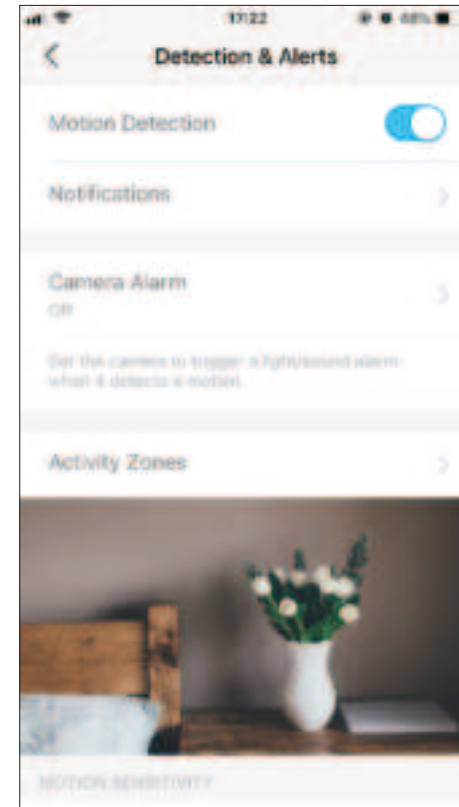 17:22
Detection & Alerts
Motion Detection
Notifications
Camera Alarm
Off
Set the camera to trigger a light/sound alarm
when it detects a motion.
Activity Zones
MOTION SENSITIVITY